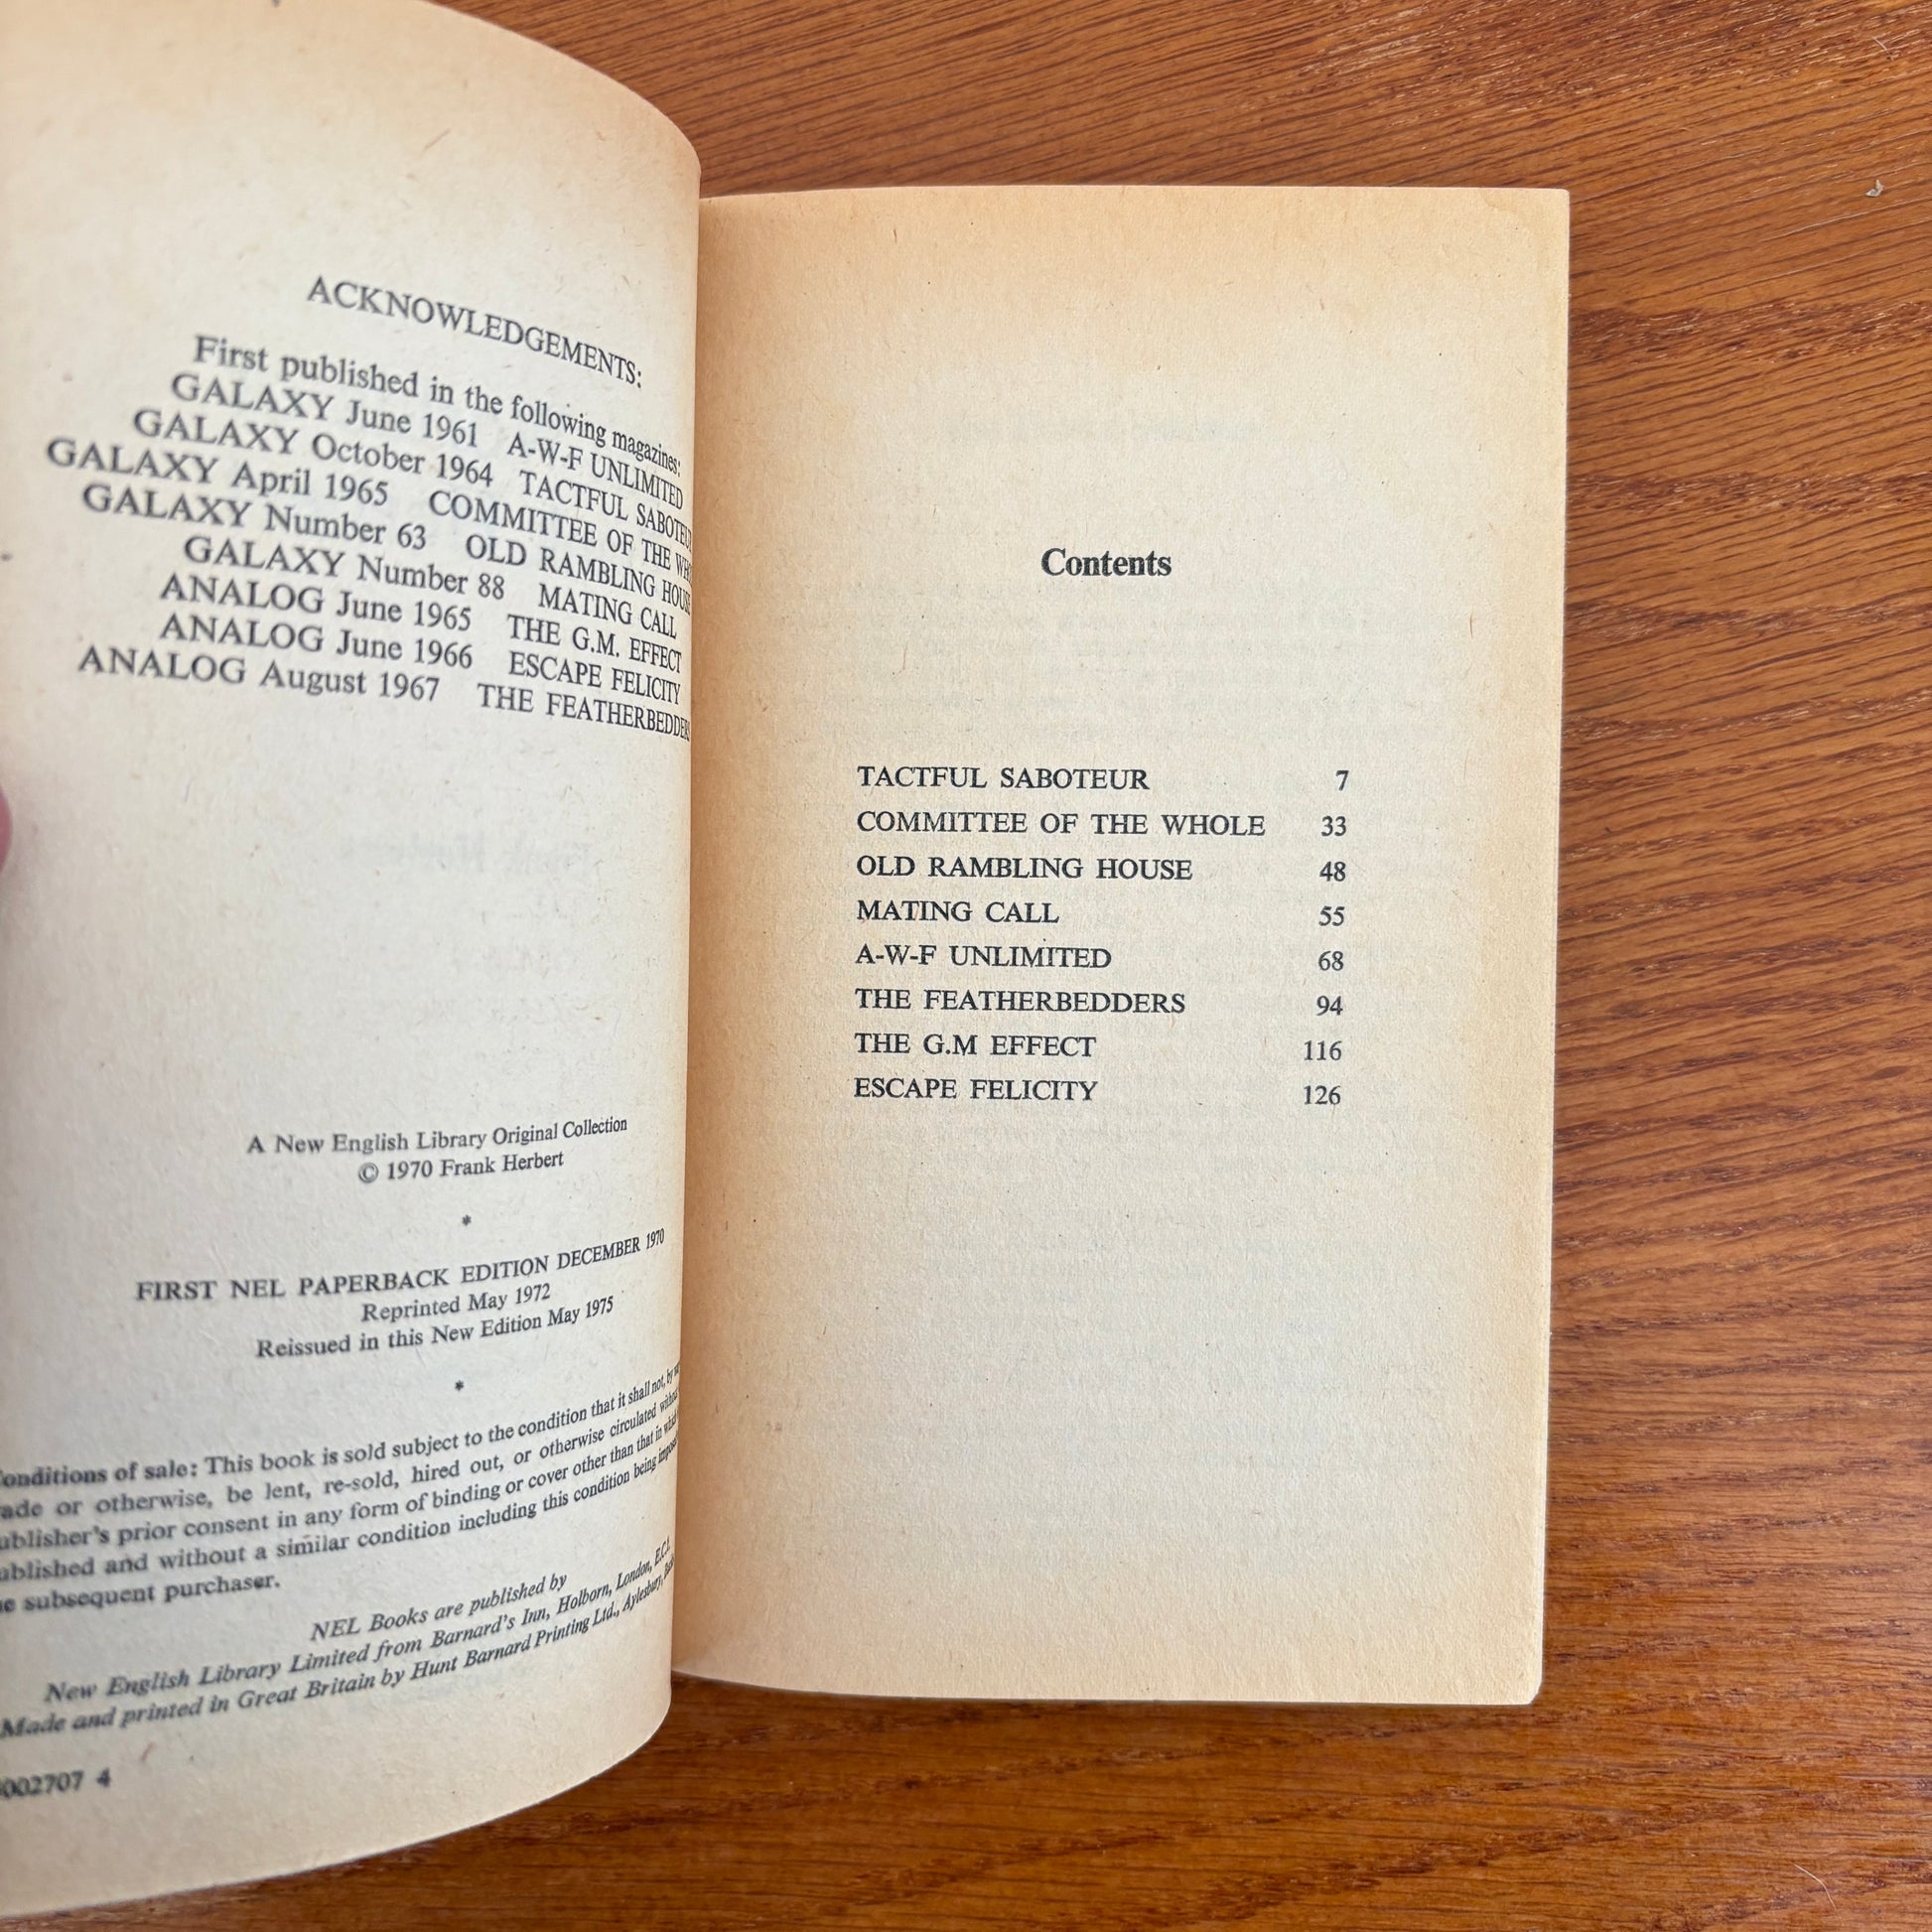 ACKNOWLEDGEMENTS:
First published in the following magazines:
GALAXY June 1961 A-W-F UNLIMITED
GALAXY October 1964 TACTFUL
GALAXY April 1965 COMMITTEE OF THE
GALAXY Number 63 OLD RAMBLING HOUSE
GALAXY Number 88 MATING CALL
ANALOG June 1965 THE G.M. EFFECT
ANALOG June 1966 ESCAPE FELICITY
ANALOG August 1967 THE FEATHERBEDDERS
A New English Library Original Collection
© 1970 Frank Herbert
*
FIRST NEL PAPERBACK EDITION DECEMBER 1970
Reprinted May 1972
Reissued in this New Edition May 1975
*
onditions of sale: This book is sold subject to the condition that it shall not, by
ade or otherwise, be lent, re-sold, hired out, or otherwise circulated
ublisher's prior consent in any form of binding or cover other than that in
ublished and without a similar condition including this condition being
e subsequent purchaser.
NEL Books are published by
New English Library Limited from Barnard's Inn, Holborn, London, E.C.1.
Made and printed in Great Britain by Hunt Barnard Printing Ltd., Aylesbury,
002707 4
Contents
TACTFUL SABOTEUR 7
COMMITTEE OF THE WHOLE 33
OLD RAMBLING HOUSE 48
MATING CALL 55
A-W-F UNLIMITED 68
THE FEATHERBEDDERS 94
THE G.M EFFECT 116
ESCAPE FELICITY 126